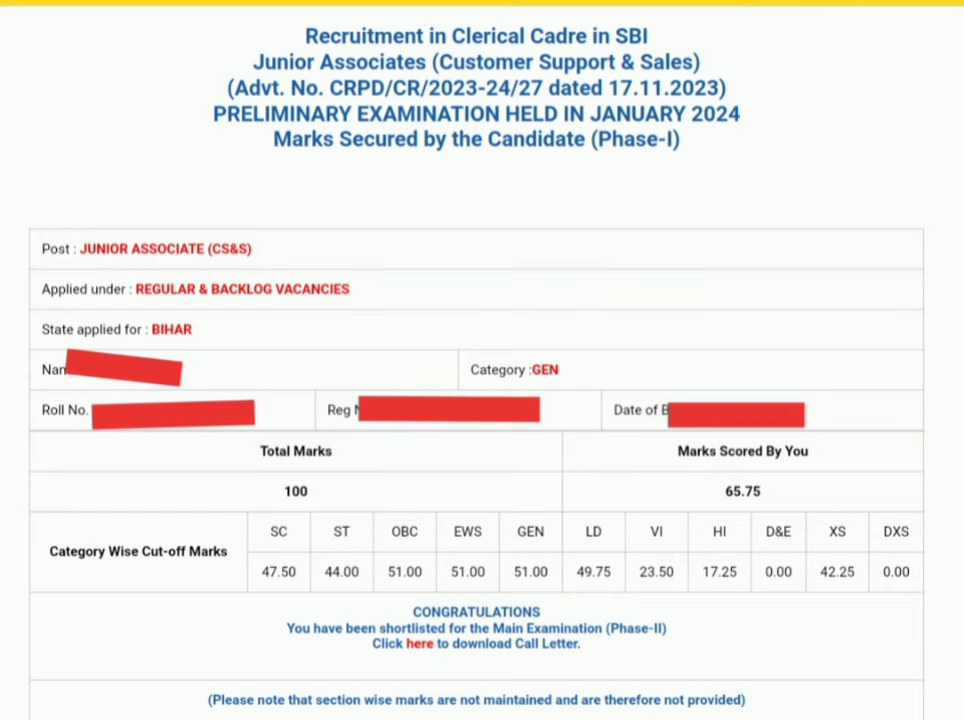 Recruitment in Clerical Cadre in SBI
Junior Associates (Customer Support & Sales)
(Advt. No. CRPD/CR/2023-24/27 dated 17.11.2023)
PRELIMINARY EXAMINATION HELD IN JANUARY 2024
Marks Secured by the Candidate (Phase-I)
Post : JUNIOR ASSOCIATE (CS&S)
Applied under : REGULAR & BACKLOG VACANCIES
State applied for : BIHAR
Category :GEN
Roll No. Reg Date of
Total Marks Marks Scored By You
100 65.75
Category Wise Cut-off Marks
SC ST OBC EWS GEN LD VI HI D&E XS DXS
47.50 44.00 51.00 51.00 51.00 49.75 23.50 17.25 0.00 42.25 0.00
CONGRATULATIONS
You have been shortlisted for the Main Examination (Phase-II)
Click here to download Call Letter.
(Please note that section wise marks are not maintained and are therefore not provided)